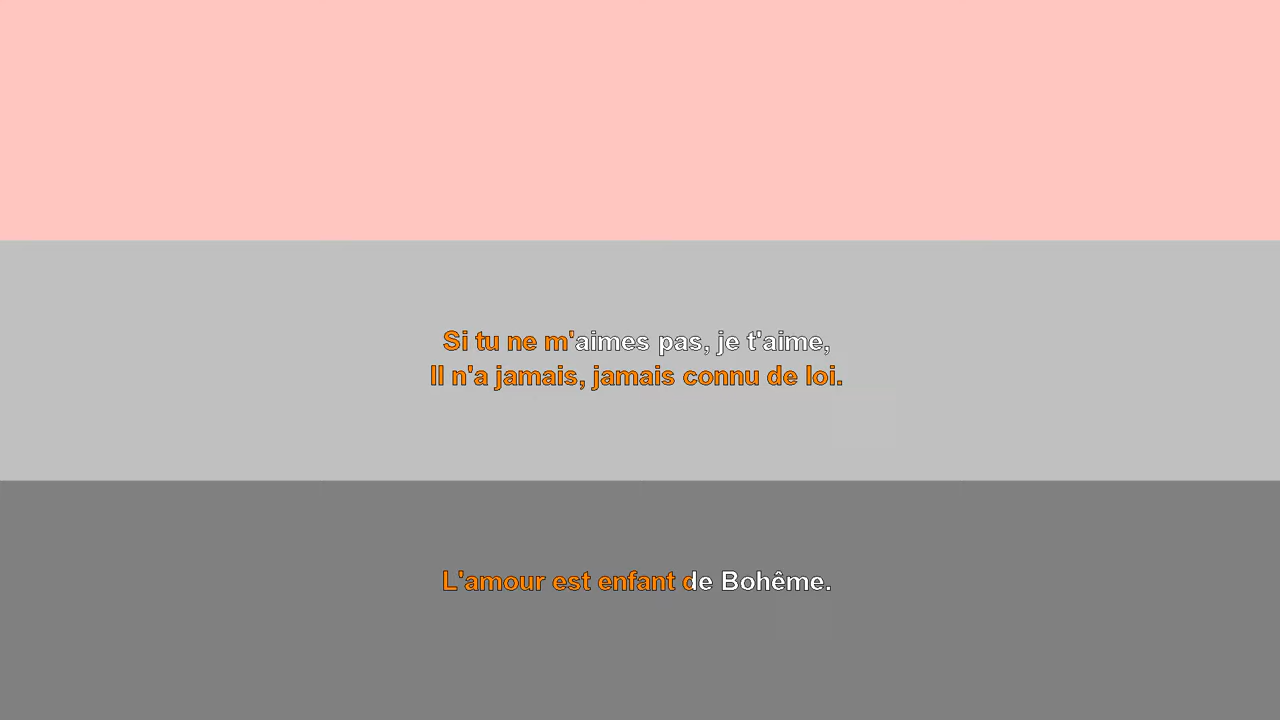 Si tu ne m'aimes pas, je t'aime,
Il n'a jamais, jamais connu de loi.
L'amour est enfant de Bohême.